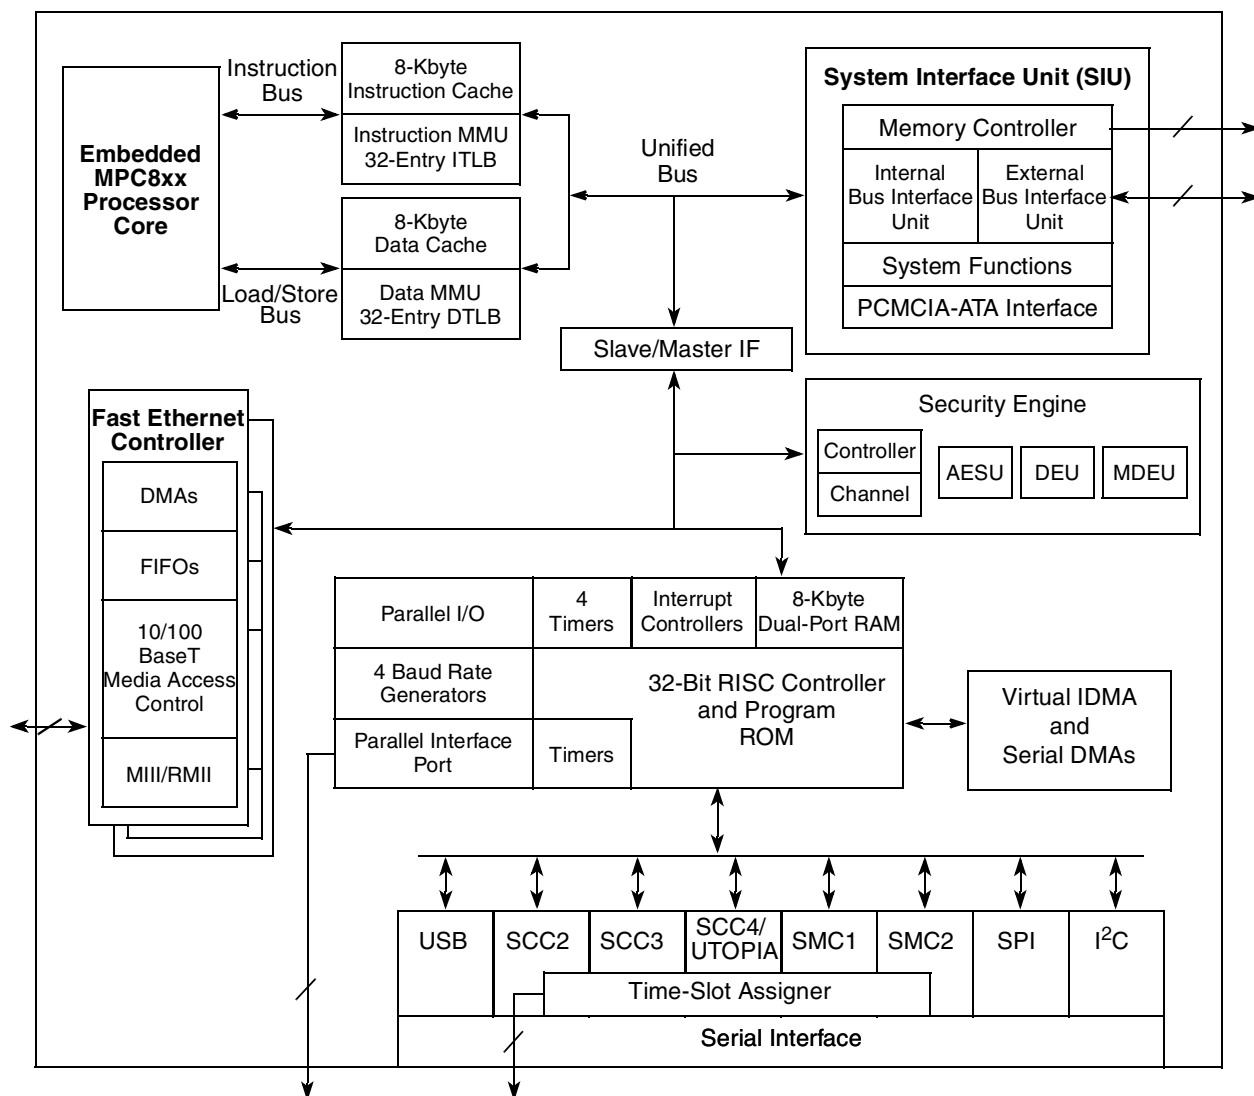 Instruction
Bus
8-Kbyte
Instruction Cache
Instruction MMU
32-Entry ITLB
Embedded
MPC8xx
Processor
Core
8-Kbyte
Data Cache
Data MMU
32-Entry DTLB
Load/Store
Bus
Unified
Bus
System Interface Unit (SIU)
Memory Controller
Internal
Bus Interface
Unit
External
Bus Interface
Unit
System Functions
PCMCIA-ATA Interface
Slave/Master IF
Security Engine
Controller
Channel
AESU
DEU
MDEU
Fast Ethernet
Controller
DMAs
FIFOs
10/100
BaseT
Media Access
Control
MIII/RMII
Parallel I/O
4
Timers
Interrupt
Controllers
8-Kbyte
Dual-Port RAM
4 Baud Rate
Generators
32-Bit RISC Controller
and Program
ROM
Parallel Interface
Port
Timers
Virtual IDMA
and
Serial DMAs
USB
SCC2
SCC3
SCC4/
UTOPIA
SMC1
SMC2
SPI
I²C
Time-Slot Assigner
Serial Interface